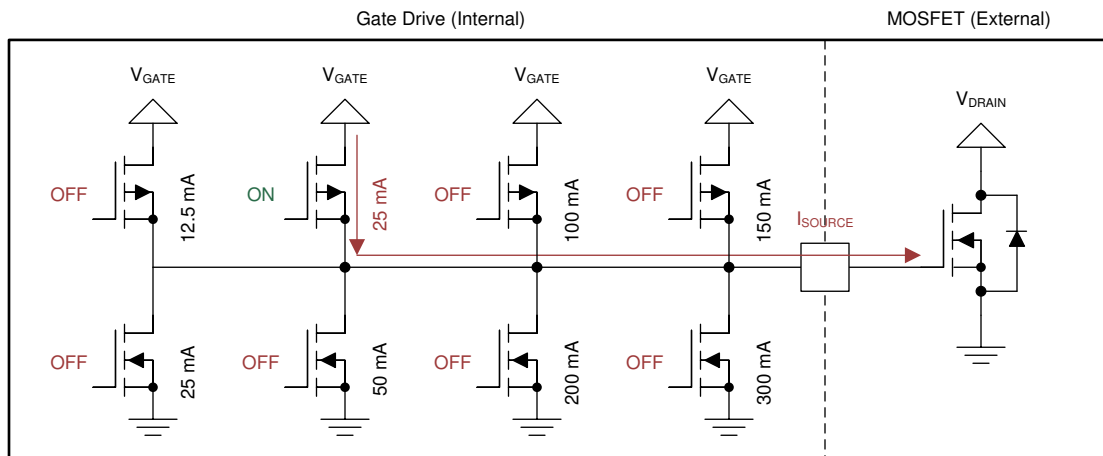 Gate Drive (Internal)
MOSFET (External)
VGATE
VGATE
VGATE
VGATE
VDRAIN
OFF
12.5 mA
ON
25 mA
OFF
100 mA
OFF
150 mA
ISOURCE
OFF
25 mA
OFF
50 mA
OFF
200 mA
OFF
300 mA